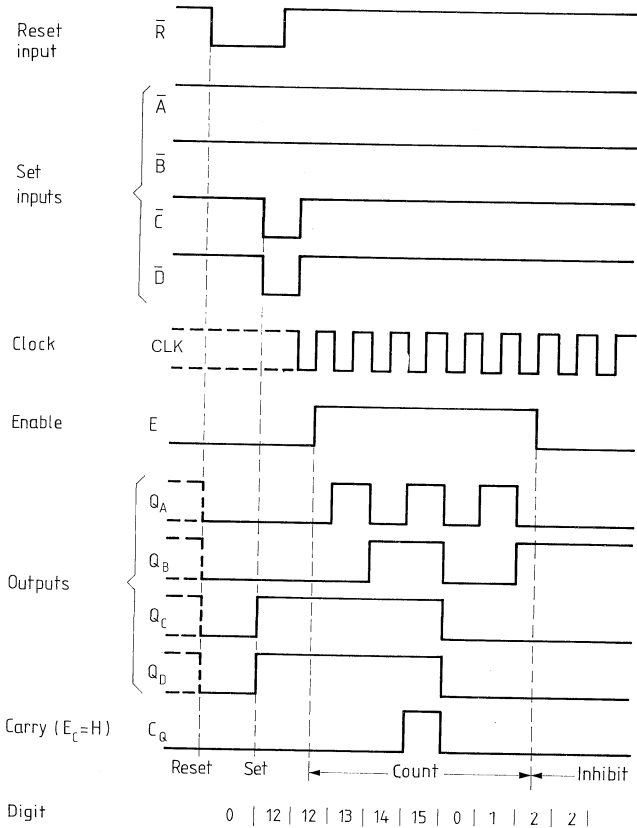 Reset input R̅
Set inputs
A̅
B̅
C̅
D̅
Clock CLK
Enable E
Outputs
Q_A
Q_B
Q_C
Q_D
Carry (E_C=H) C_Q
Reset Set Count Inhibit
Digit 0 | 12 | 12 | 13 | 14 | 15 | 0 | 1 | 2 | 2 |